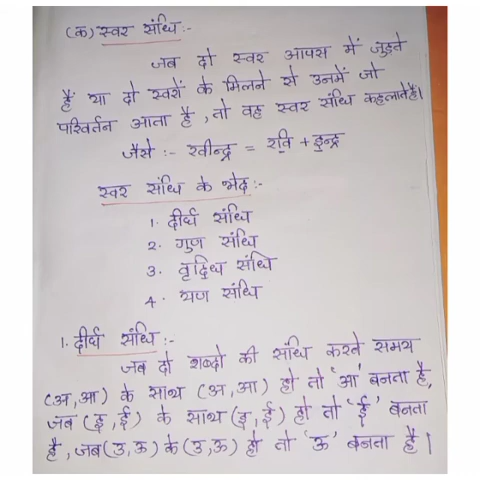 (क) स्वर संधि :-
जब दो स्वर आपस में जुड़ते
हैं या दो स्वरों के मिलने से उनमें जो
परिवर्तन आता है , तो वह स्वर संधि कहलाते है।
जैसे :- रवीन्द्र = रवि + इन्द्र
स्वर संधि के भेद :-
1. दीर्घ संधि
2. गुण संधि
3. वृद्धि संधि
4. यण संधि
1. दीर्घ संधि :-
जब दो शब्दो की संधि करते समय
(अ,आ) के साथ (अ,आ) हो तो 'आ' बनता है,
जब (इ,ई) के साथ (इ,ई) हो तो 'ई' बनता
है , जब (उ,ऊ) के (उ,ऊ) हो तो 'ऊ' बनता है।